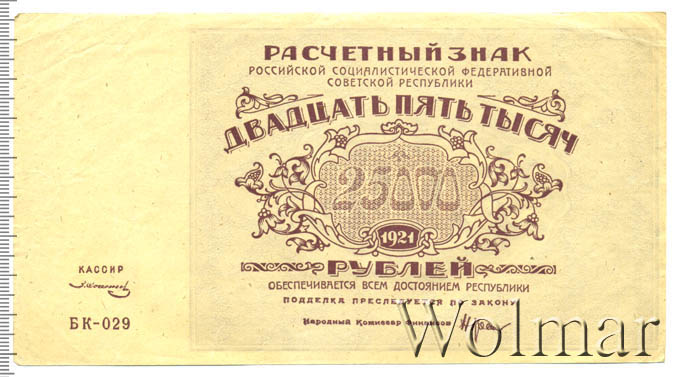 РАСЧЕТНЫЙ ЗНАК
РОССИЙСКОЙ СОЦИАЛИСТИЧЕСКОЙ ФЕДЕРАТИВНОЙ
СОВЕТСКОЙ РЕСПУБЛИКИ
ДВАДЦАТЬ ПЯТЬ ТЫСЯЧ
25000
1921
РУБЛЕЙ
ОБЕСПЕЧИВАЕТСЯ ВСЕМ ДОСТОЯНИЕМ РЕСПУБЛИКИ
ПОДДЕЛКА ПРЕСЛЕДУЕТСЯ ПО ЗАКОНУ
Народный Комиссар Финансов
КАССИР
БК-029
Wolmar